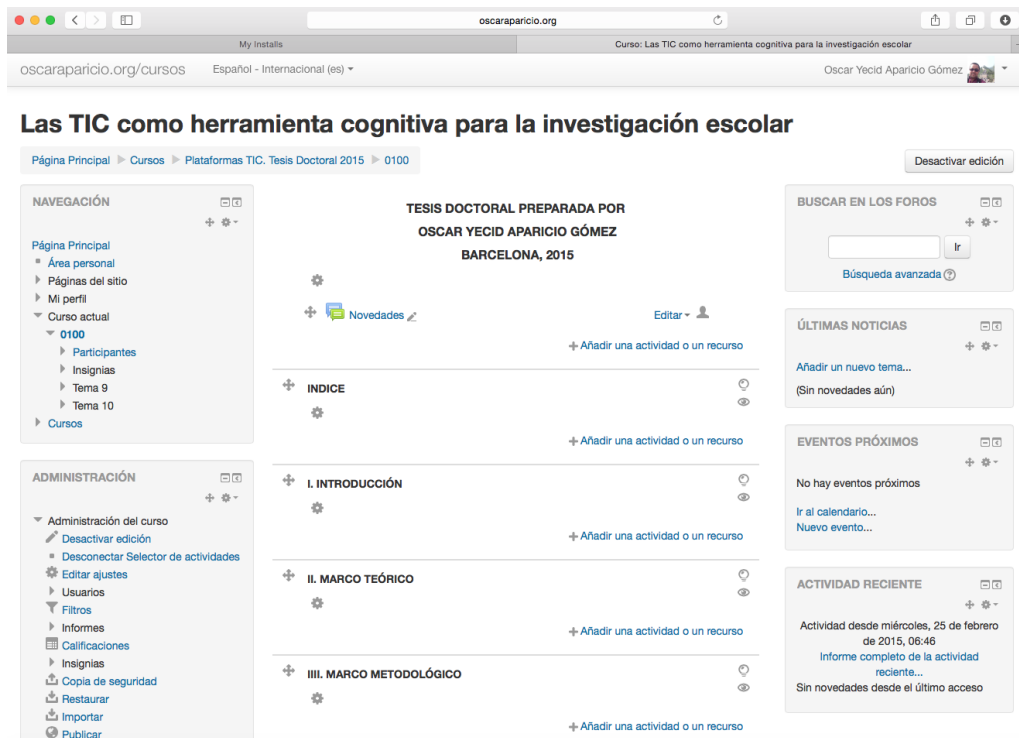 oscaraparicio.org
My Installs
Curso: Las TIC como herramienta cognitiva para la investigación escolar
oscaraparicio.org/cursos
Español - Internacional (es)
Oscar Yecid Aparicio Gómez
Las TIC como herramienta cognitiva para la investigación escolar
Página Principal
Cursos
Plataformas TIC. Tesis Doctoral 2015
0100
Desactivar edición
NAVEGACIÓN
Página Principal
Área personal
Páginas del sitio
Mi perfil
Curso actual
0100
Participantes
Insignias
Tema 9
Tema 10
Cursos
ADMINISTRACIÓN
Administración del curso
Desactivar edición
Desconectar Selector de actividades
Editar ajustes
Usuarios
Filtros
Informes
Calificaciones
Insignias
Copia de seguridad
Restaurar
Importar
Publicar
TESIS DOCTORAL PREPARADA POR
OSCAR YECID APARICIO GÓMEZ
BARCELONA, 2015
Novedades
Editar
Añadir una actividad o un recurso
INDICE
Añadir una actividad o un recurso
I. INTRODUCCIÓN
Añadir una actividad o un recurso
II. MARCO TEÓRICO
Añadir una actividad o un recurso
IIII. MARCO METODOLÓGICO
Añadir una actividad o un recurso
BUSCAR EN LOS FOROS
Ir
Búsqueda avanzada
ÚLTIMAS NOTICIAS
Añadir un nuevo tema...
(Sin novedades aún)
EVENTOS PRÓXIMOS
No hay eventos próximos
Ir al calendario...
Nuevo evento...
ACTIVIDAD RECIENTE
Actividad desde miércoles, 25 de febrero
de 2015, 06:46
Informe completo de la actividad
reciente...
Sin novedades desde el último acceso